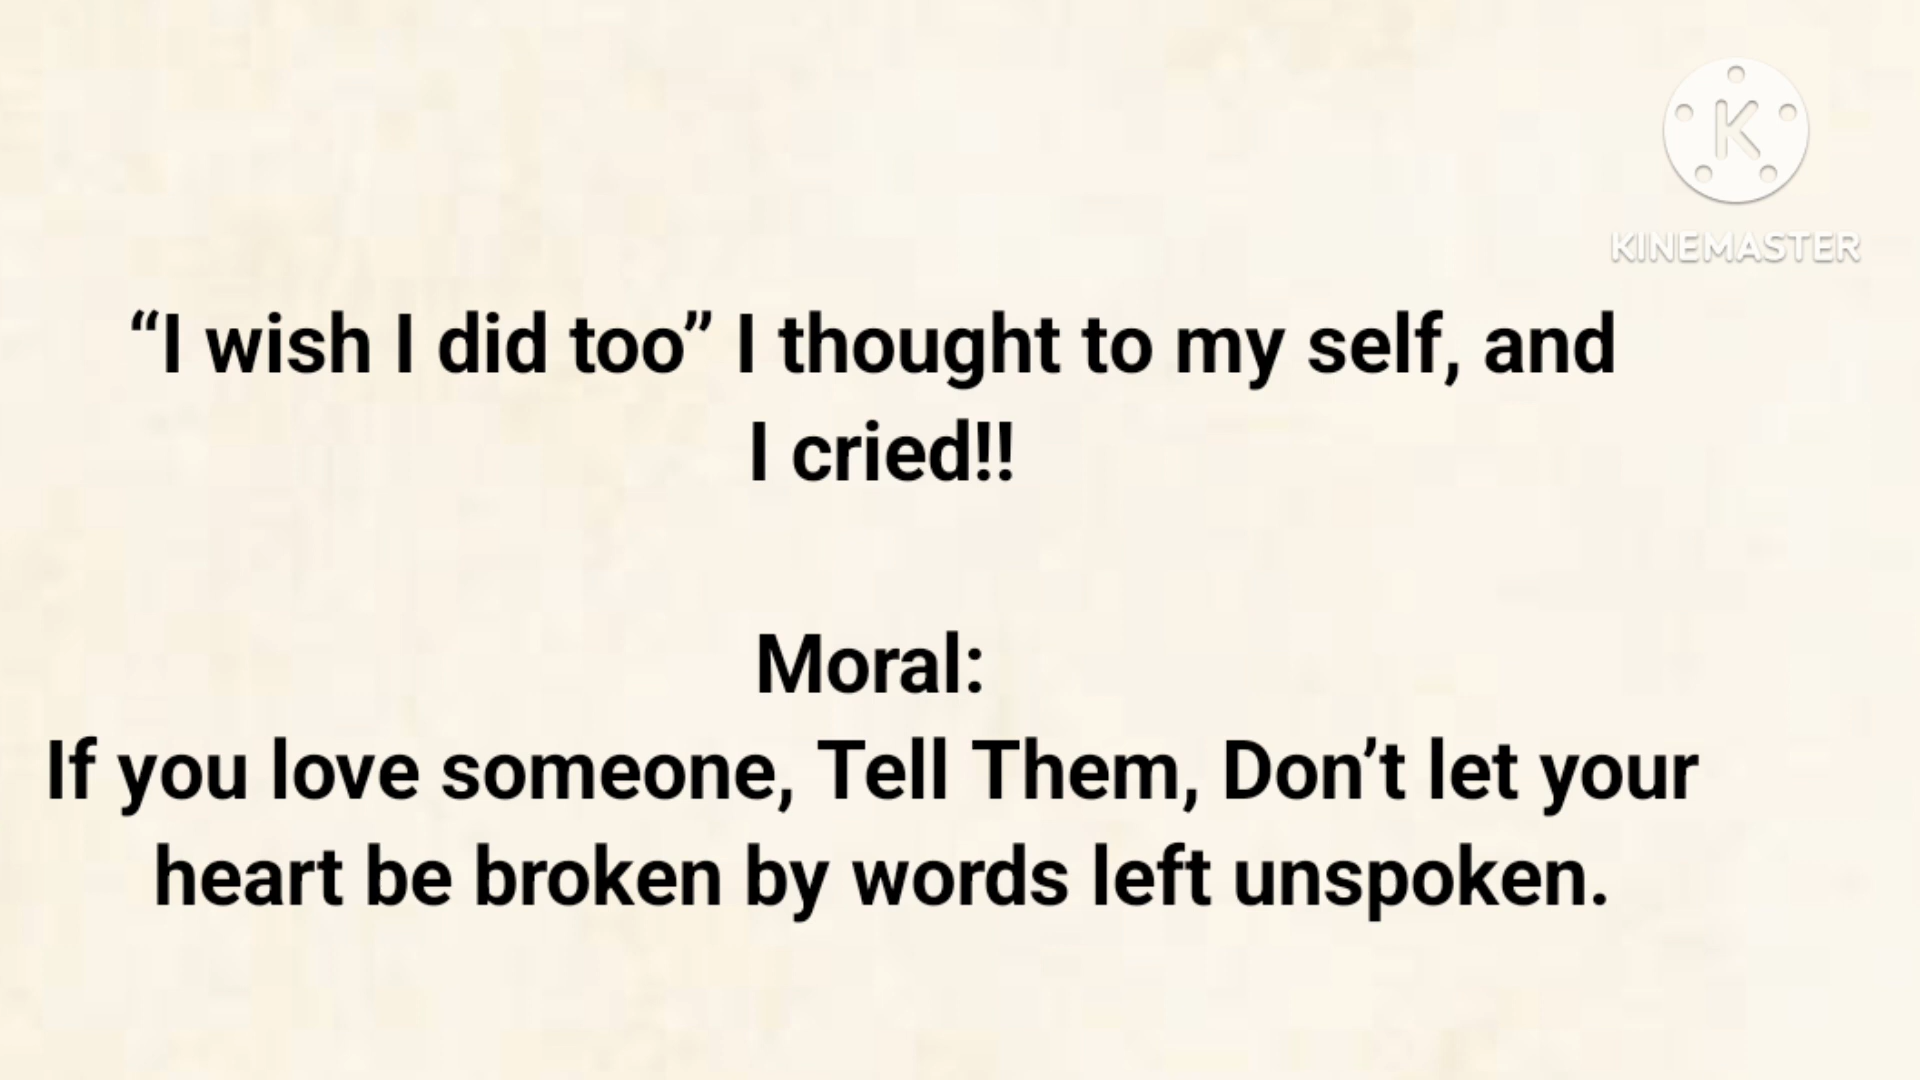 K
KINEMASTER
“I wish I did too” I thought to my self, and
I cried!!
Moral:
If you love someone, Tell Them, Don’t let your
heart be broken by words left unspoken.